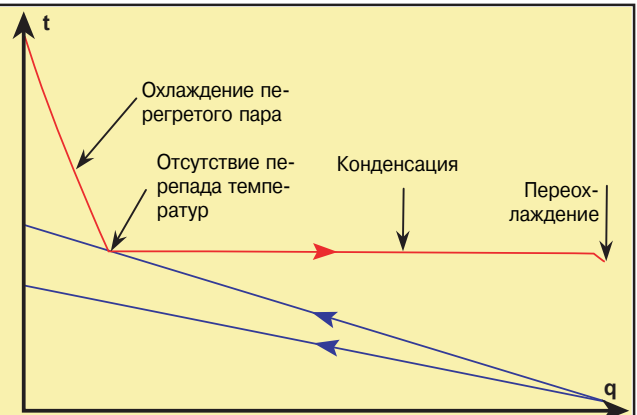 t
Охлаждение пе-
регретого пара
Отсутствие пе-
репада темпе-
ратур
Конденсация
Переох-
лаждение
q